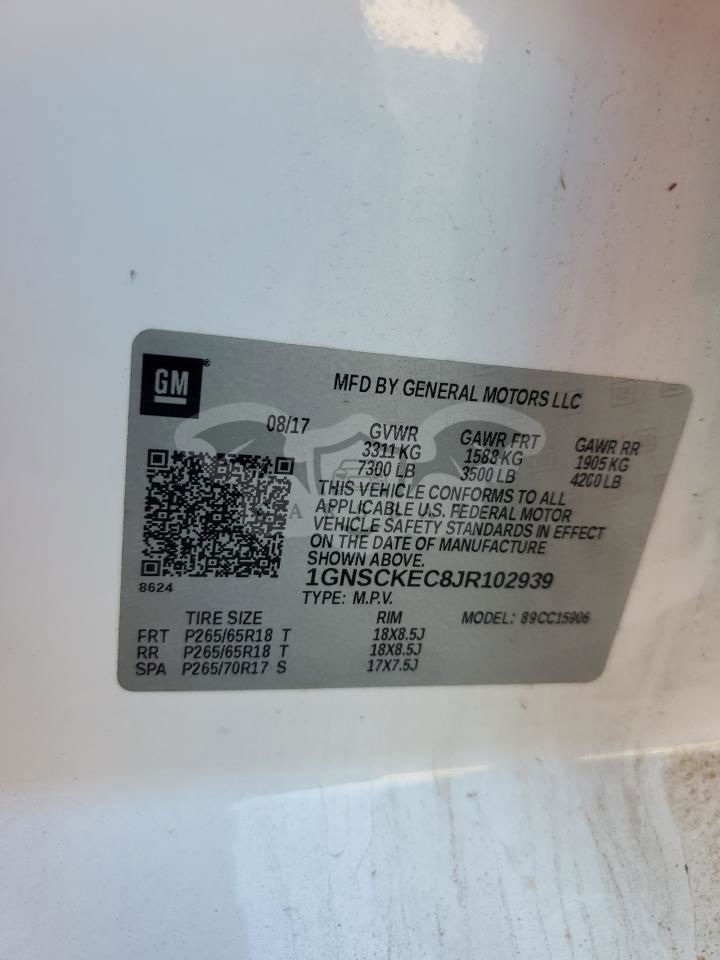 GM
MFD BY GENERAL MOTORS LLC
08/17
GVWR GAWR FRT GAWR RR
3311 KG 1588 KG 1905 KG
7300 LB 3500 LB 4200 LB
THIS VEHICLE CONFORMS TO ALL
APPLICABLE U.S. FEDERAL MOTOR
VEHICLE SAFETY STANDARDS IN EFFECT
ON THE DATE OF MANUFACTURE
SHOWN ABOVE.
1GNSCKEC8JR102939
8624
TYPE: M.P.V.
TIRE SIZE RIM MODEL: 89CC15906
FRT P265/65R18 T 18X8.5J
RR P265/65R18 T 18X8.5J
SPA P265/70R17 S 17X7.5J